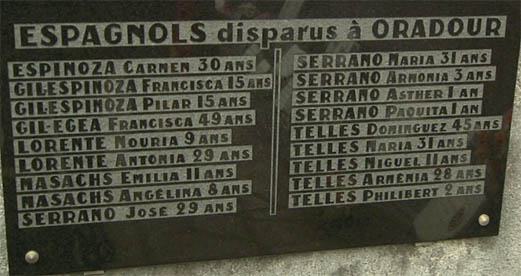 ESPAGNOLS disparus à ORADOUR
ESPINOZA CARMEN 30 ANS
GIL-ESPINOZA FRANCISCA 15 ANS
GIL-ESPINOZA PILAR 15 ANS
GIL-EGEA FRANCISCA 49 ANS
LORENTE NOURIA 9 ANS
LORENTE ANTONIA 29 ANS
MASACHS EMILIA 11 ANS
MASACHS ANGÉLINA 8 ANS
SERRANO JOSÉ 29 ANS
SERRANO MARIA 31 ANS
SERRANO ARMONIA 3 ANS
SERRANO ASTHER 1 AN
SERRANO PAQUITA 1 AN
TELLES DOMINGUEZ 45 ANS
TELLES MARIA 31 ANS
TELLES MIGUEL 11 ANS
TELLES ARMÉNIA 28 ANS
TELLES PHILIBERT 2 ANS